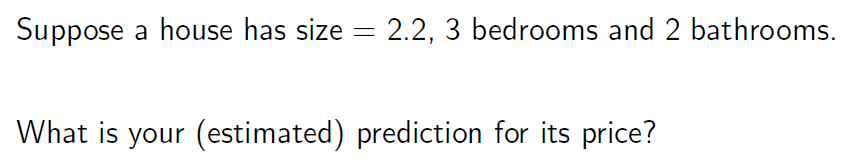 Suppose a house has size = 2.2, 3 bedrooms and 2 bathrooms.
What is your (estimated) prediction for its price?